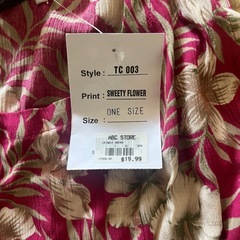 Style : TC 003
Print : SWEETY FLOWER
ONE SIZE
Size :
ABC STORE
$19.99